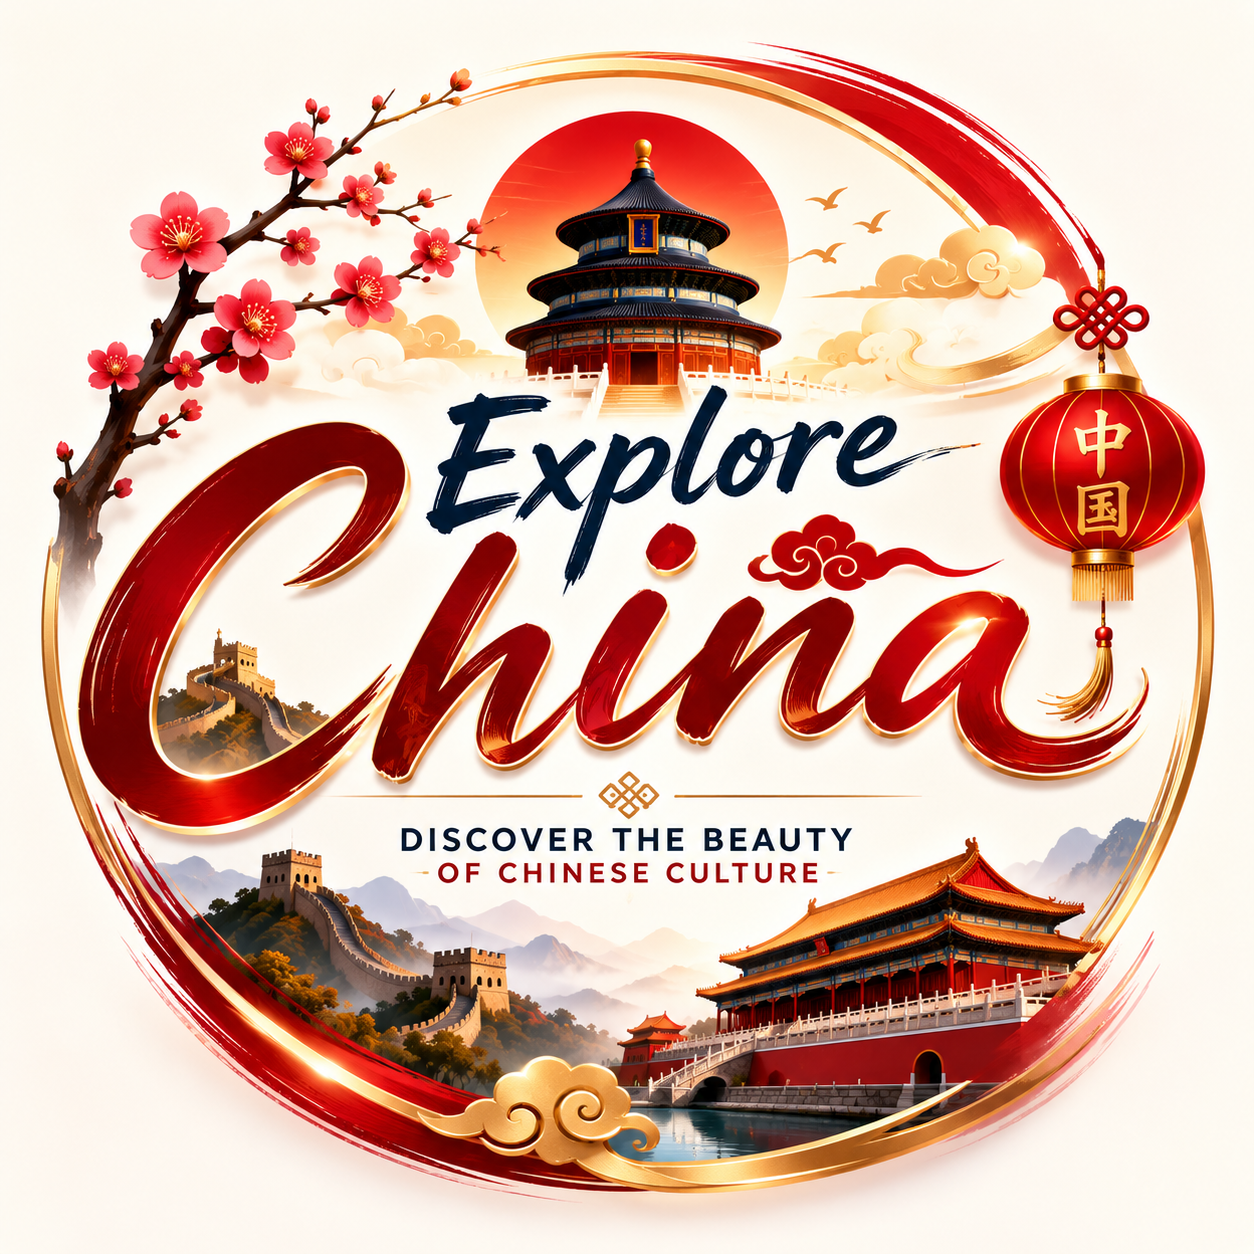 Explore
China
中
国
DISCOVER THE BEAUTY
OF CHINESE CULTURE